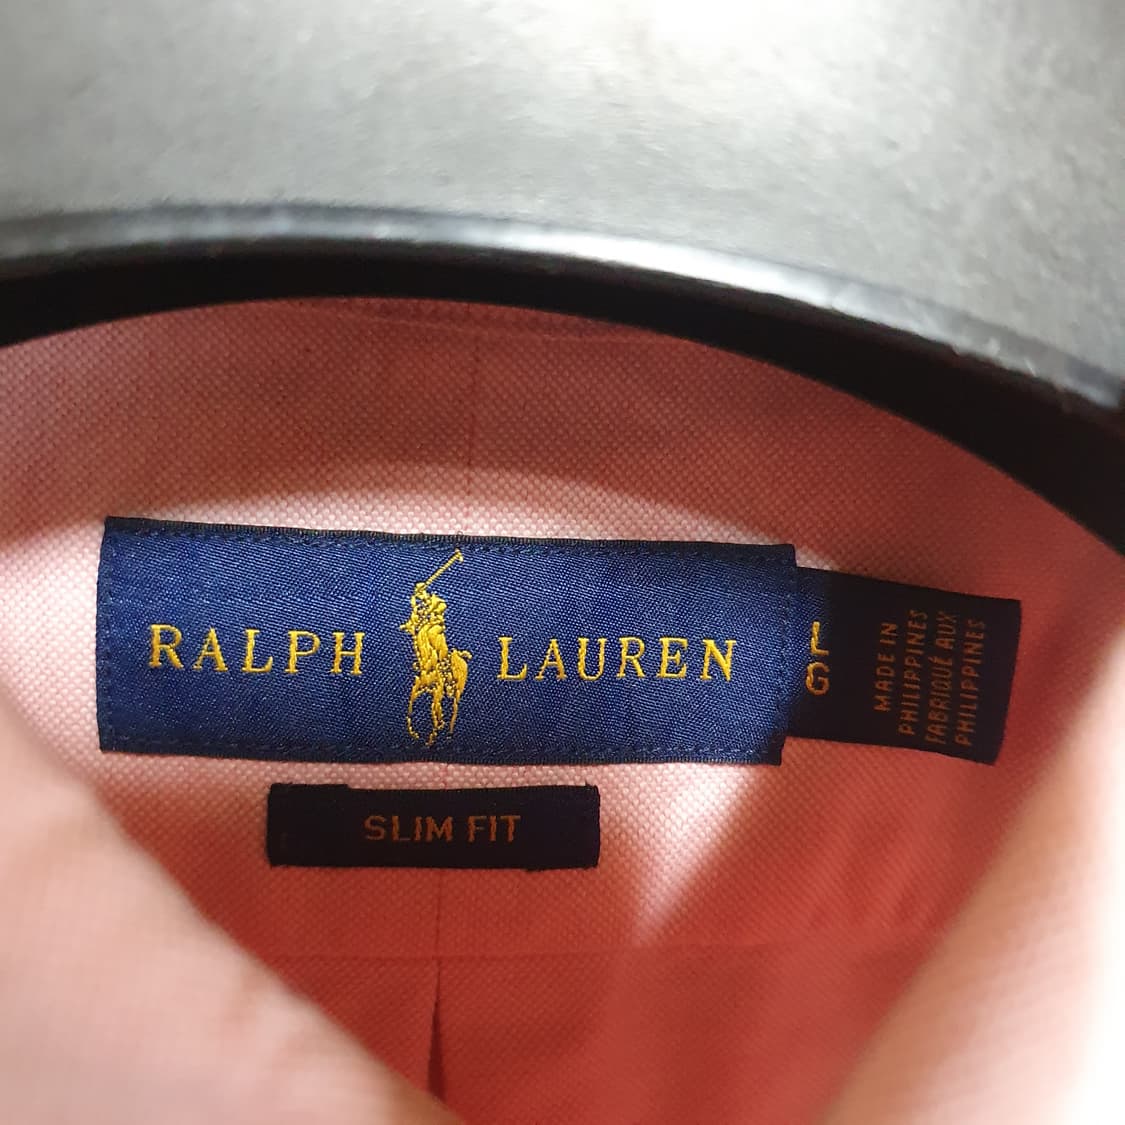 RALPH LAUREN
L
G
MADE IN
PHILIPPINES
FABRIQUÉ AUX
PHILIPPINES
SLIM FIT